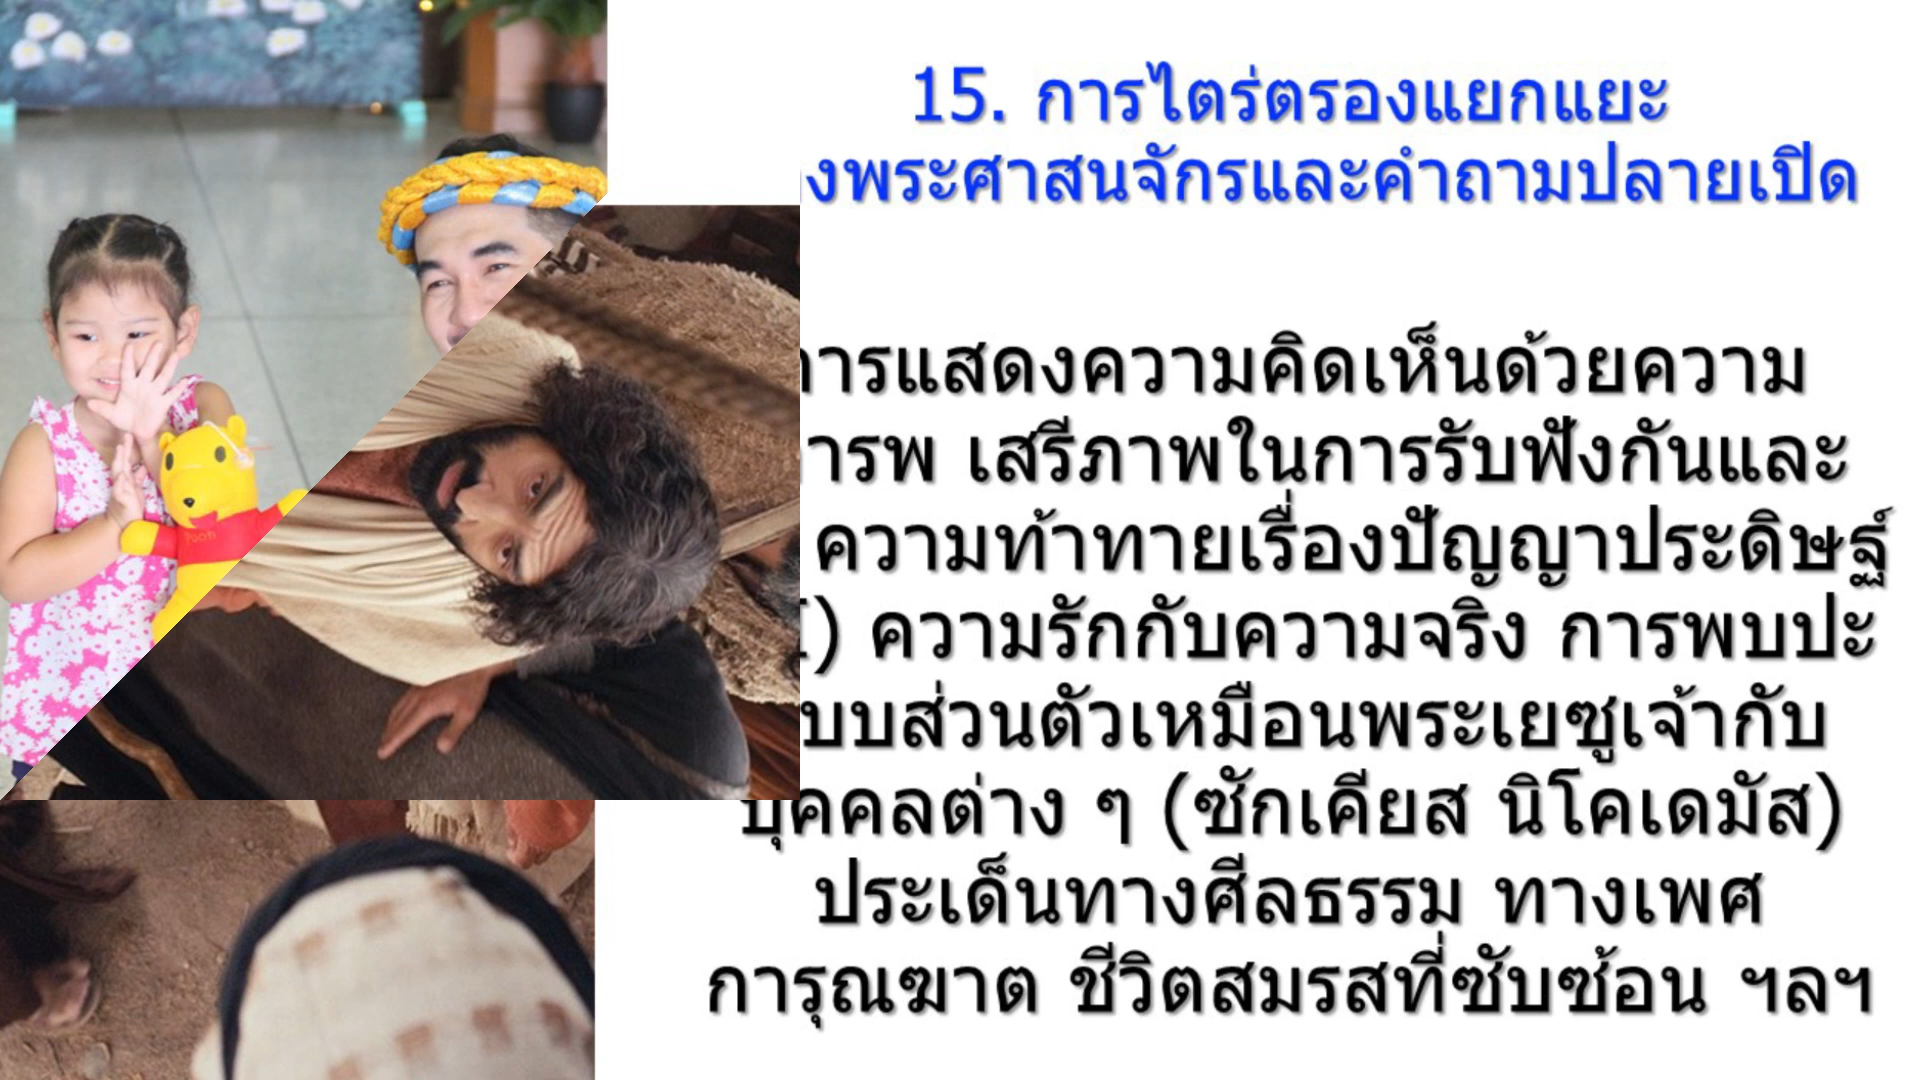 15. การไตร่ตรองแยกแยะ
งพระศาสนจักรและคำถามปลายเปิด
ารแสดงความคิดเห็นด้วยความ
ารพ เสรีภาพในการรับฟังกันและ
ความท้าทายเรื่องปัญญาประดิษฐ์
) ความรักกับความจริง การพบปะ
บบส่วนตัวเหมือนพระเยซูเจ้ากับ
บุคคลต่าง ๆ (ซักเคียส นิโคเดมัส)
ประเด็นทางศีลธรรม ทางเพศ
การุณฆาต ชีวิตสมรสที่ซับซ้อน ฯลฯ